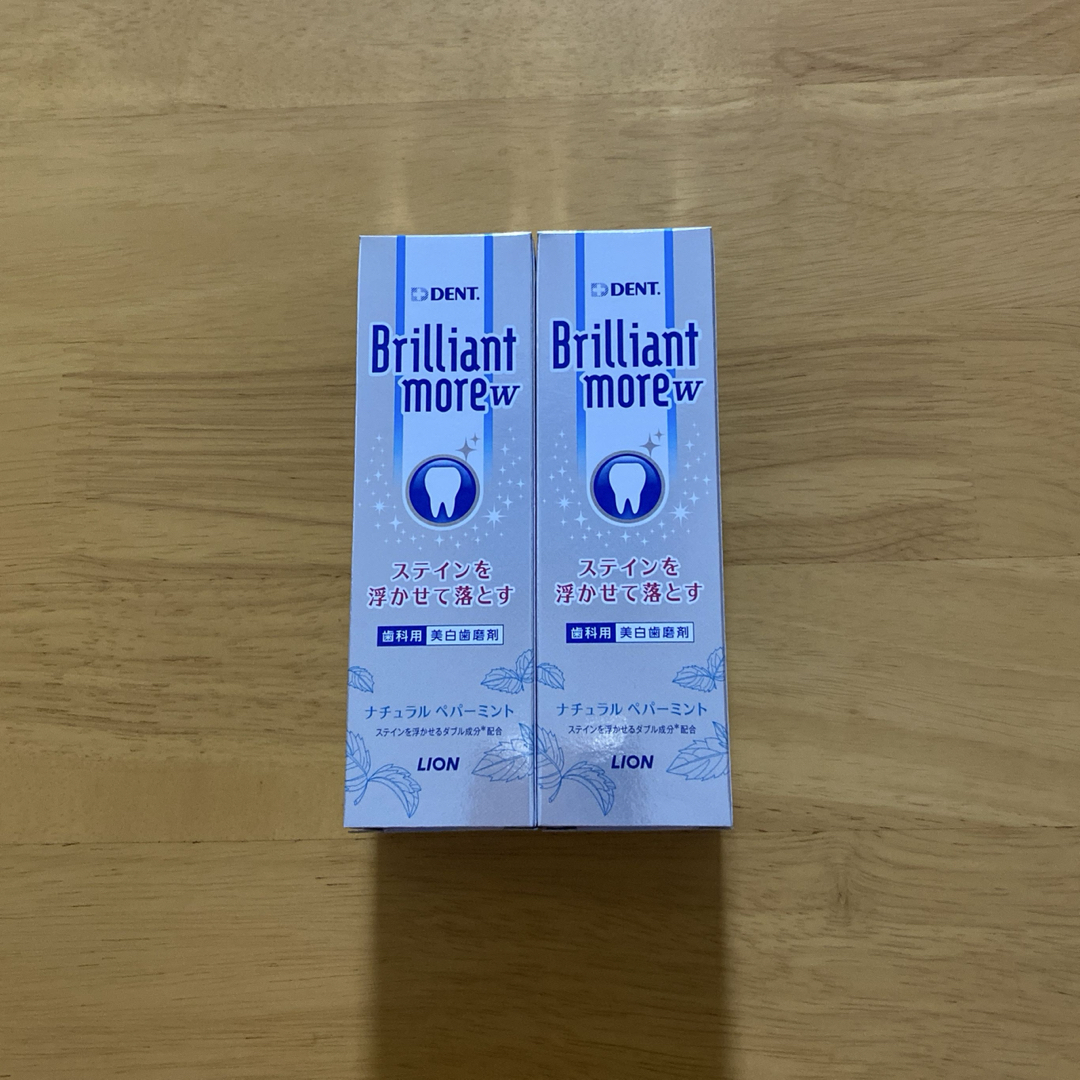 DENT.
Brilliant
more W
ステインを
浮かせて落とす
歯科用 美白歯磨剤
ナチュラル ペパーミント
ステインを浮かせるダブル成分※配合
LION
DENT.
Brilliant
more W
ステインを
浮かせて落とす
歯科用 美白歯磨剤
ナチュラル ペパーミント
ステインを浮かせるダブル成分※配合
LION